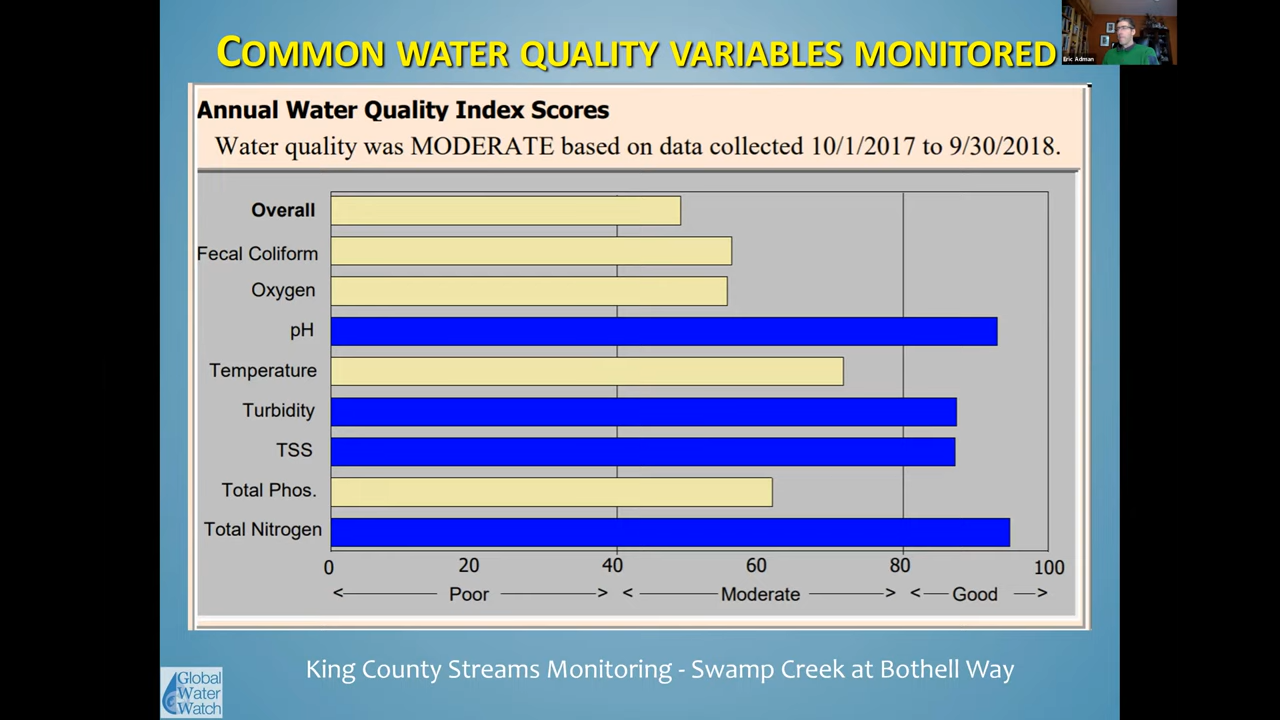 COMMON WATER QUALITY VARIABLES MONITORED
Eric Adman
Annual Water Quality Index Scores
Water quality was MODERATE based on data collected 10/1/2017 to 9/30/2018.
Overall
Fecal Coliform
Oxygen
pH
Temperature
Turbidity
TSS
Total Phos.
Total Nitrogen
0 20 40 60 80 100
< Poor > < Moderate > < Good >
King County Streams Monitoring - Swamp Creek at Bothell Way
Global
Water
Watch